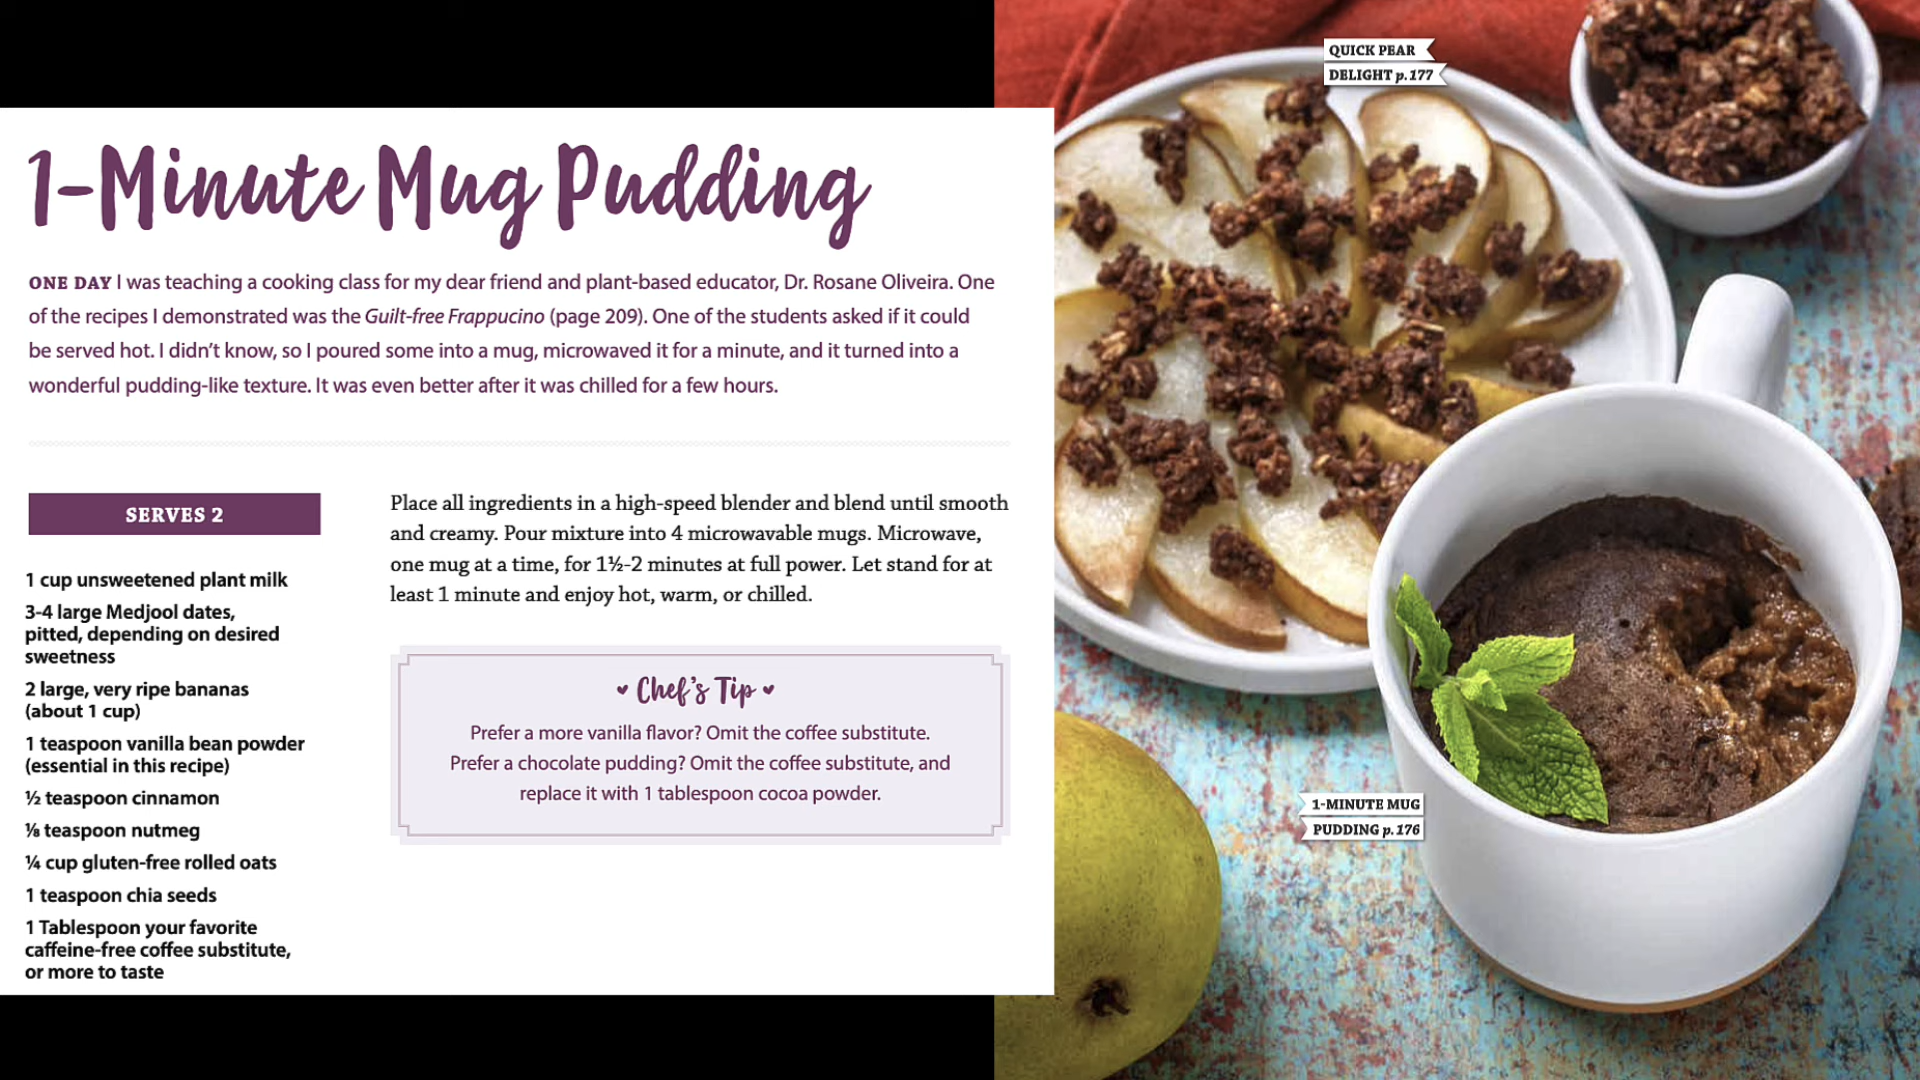 1-Minute Mug Pudding
ONE DAY I was teaching a cooking class for my dear friend and plant-based educator, Dr. Rosane Oliveira. One
of the recipes I demonstrated was the Guilt-free Frappucino (page 209). One of the students asked if it could
be served hot. I didn't know, so I poured some into a mug, microwaved it for a minute, and it turned into a
wonderful pudding-like texture. It was even better after it was chilled for a few hours.
SERVES 2
1 cup unsweetened plant milk
3-4 large Medjool dates,
pitted, depending on desired
sweetness
2 large, very ripe bananas
(about 1 cup)
1 teaspoon vanilla bean powder
(essential in this recipe)
½ teaspoon cinnamon
⅛ teaspoon nutmeg
¼ cup gluten-free rolled oats
1 teaspoon chia seeds
1 Tablespoon your favorite
caffeine-free coffee substitute,
or more to taste
Place all ingredients in a high-speed blender and blend until smooth
and creamy. Pour mixture into 4 microwavable mugs. Microwave,
one mug at a time, for 1½-2 minutes at full power. Let stand for at
least 1 minute and enjoy hot, warm, or chilled.
♥ Chef's Tip ♥
Prefer a more vanilla flavor? Omit the coffee substitute.
Prefer a chocolate pudding? Omit the coffee substitute, and
replace it with 1 tablespoon cocoa powder.
QUICK PEAR
DELIGHT p. 177
1-MINUTE MUG
PUDDING p. 176